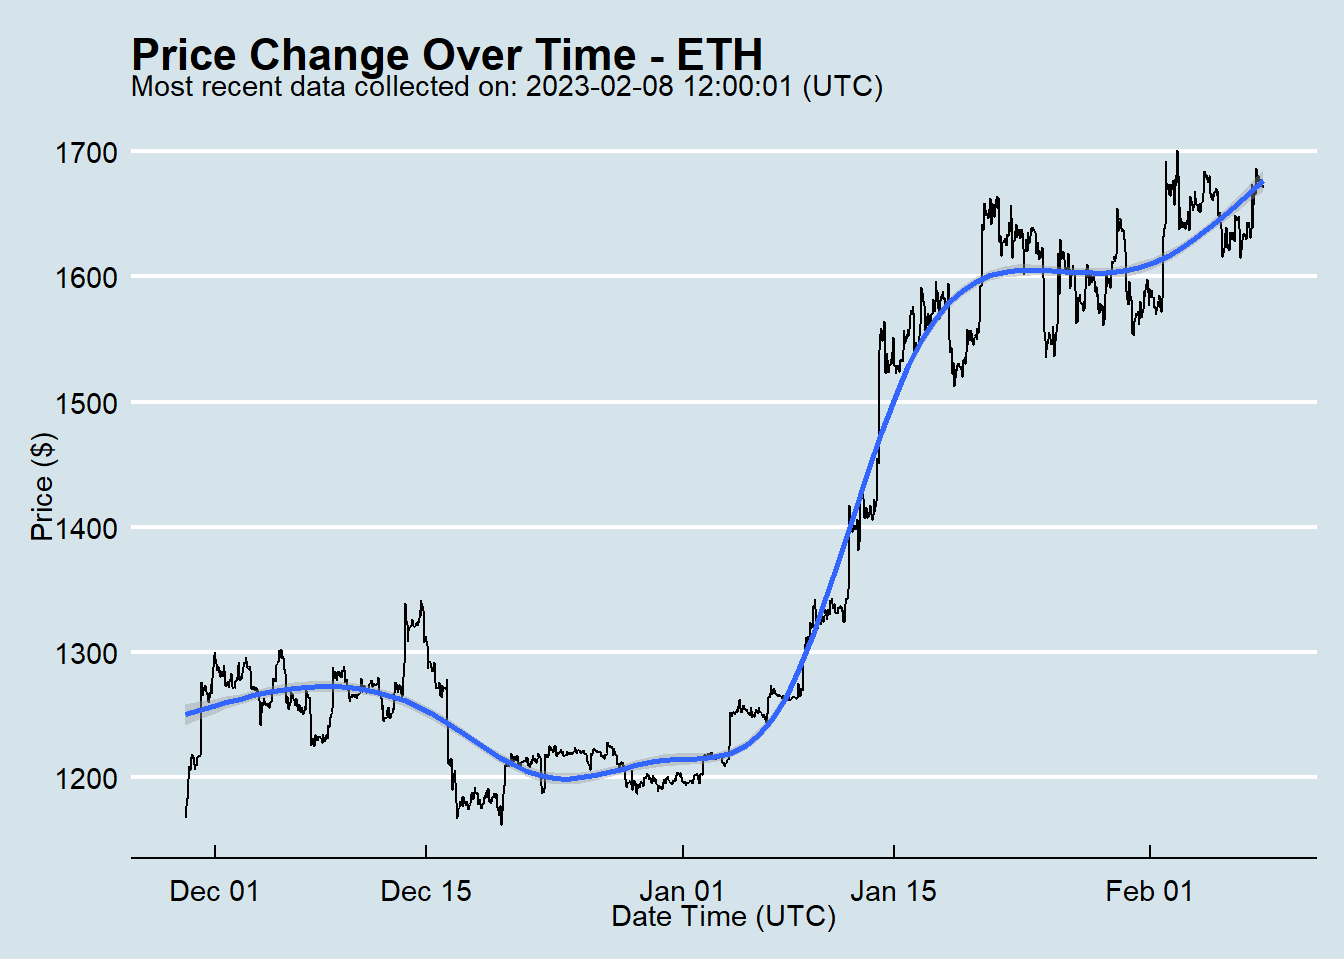 Price Change Over Time - ETH
Most recent data collected on: 2023-02-08 12:00:01 (UTC)
1700
1600
1500
1400
1300
1200
Price ($)
Dec 01
Dec 15
Jan 01
Jan 15
Feb 01
Date Time (UTC)